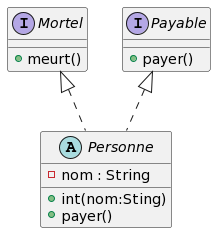 I Mortel
meurt()
I Payable
payer()
A Personne
nom : String
int(nom:Sting)
payer()